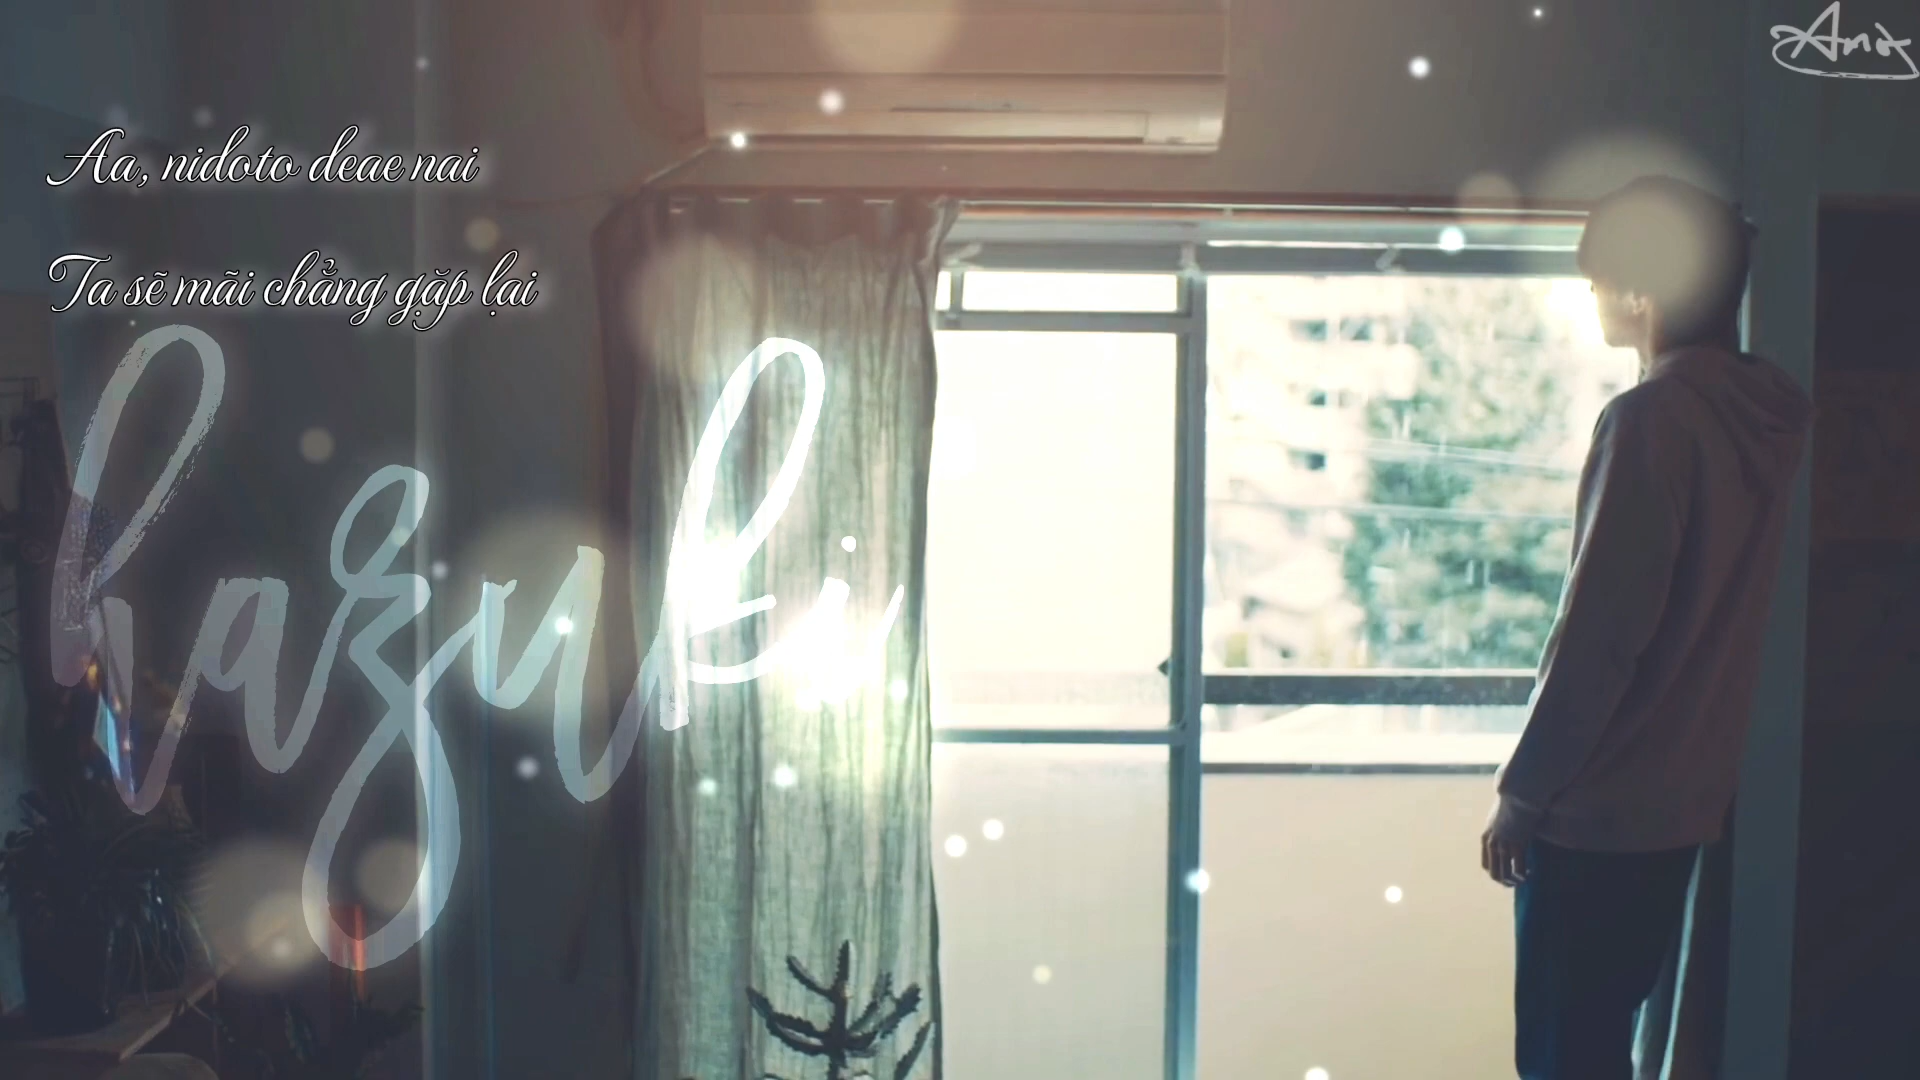 Aa, nidoto deae nai
Ta sẽ mãi chẳng gặp lại
hazuki